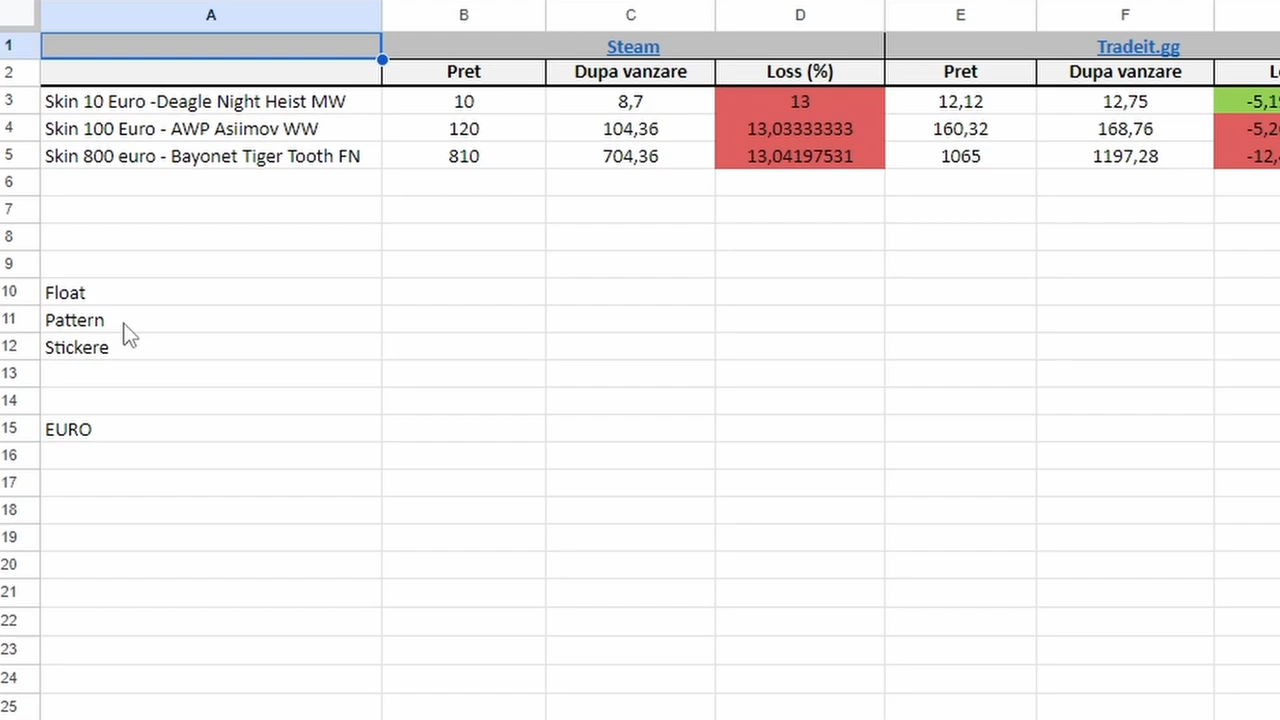 A B C D E F
1 Steam Tradeit.gg
2 Pret Dupa vanzare Loss (%) Pret Dupa vanzare
3 Skin 10 Euro -Deagle Night Heist MW 10 8,7 13 12,12 12,75
4 Skin 100 Euro - AWP Asiimov WW 120 104,36 13,03333333 160,32 168,76
5 Skin 800 euro - Bayonet Tiger Tooth FN 810 704,36 13,04197531 1065 1197,28
6
7
8
9
10 Float
11 Pattern
12 Stickere
13
14
15 EURO
16
17
18
19
20
21
22
23
24
25